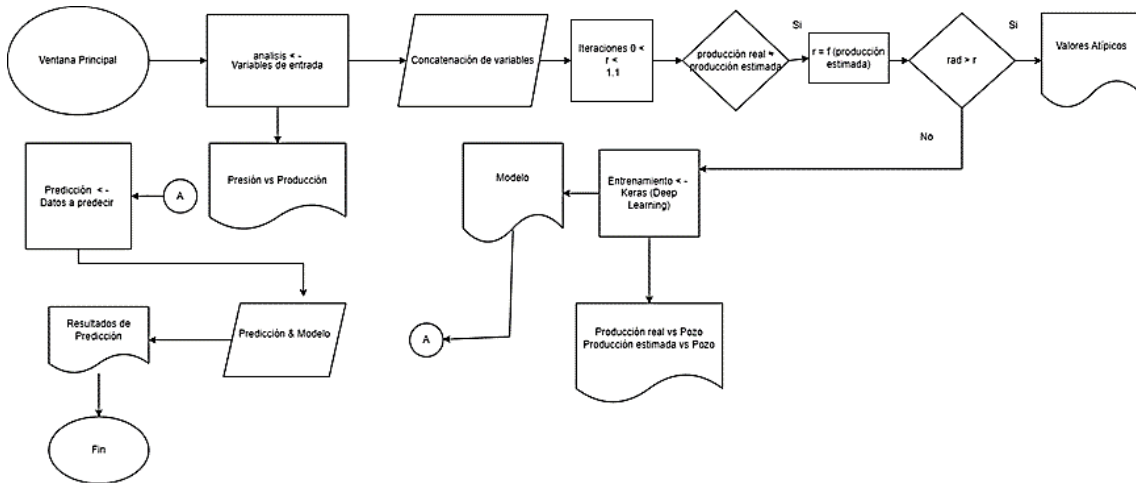 Ventana Principal
analisis < -
Variables de entrada
Concatenación de variables
Iteraciones 0 <
r <
1.1
producción real ≈
producción estimada
Si
r = f (producción
estimada)
rad > r
Si
Valores Atípicos
No
Presión vs Producción
Predicción < -
Datos a predecir
A
Modelo
Entrenamiento < -
Keras (Deep
Learning)
A
Producción real vs Pozo
Producción estimada vs Pozo
Predicción & Modelo
Resultados de
Predicción
Fin